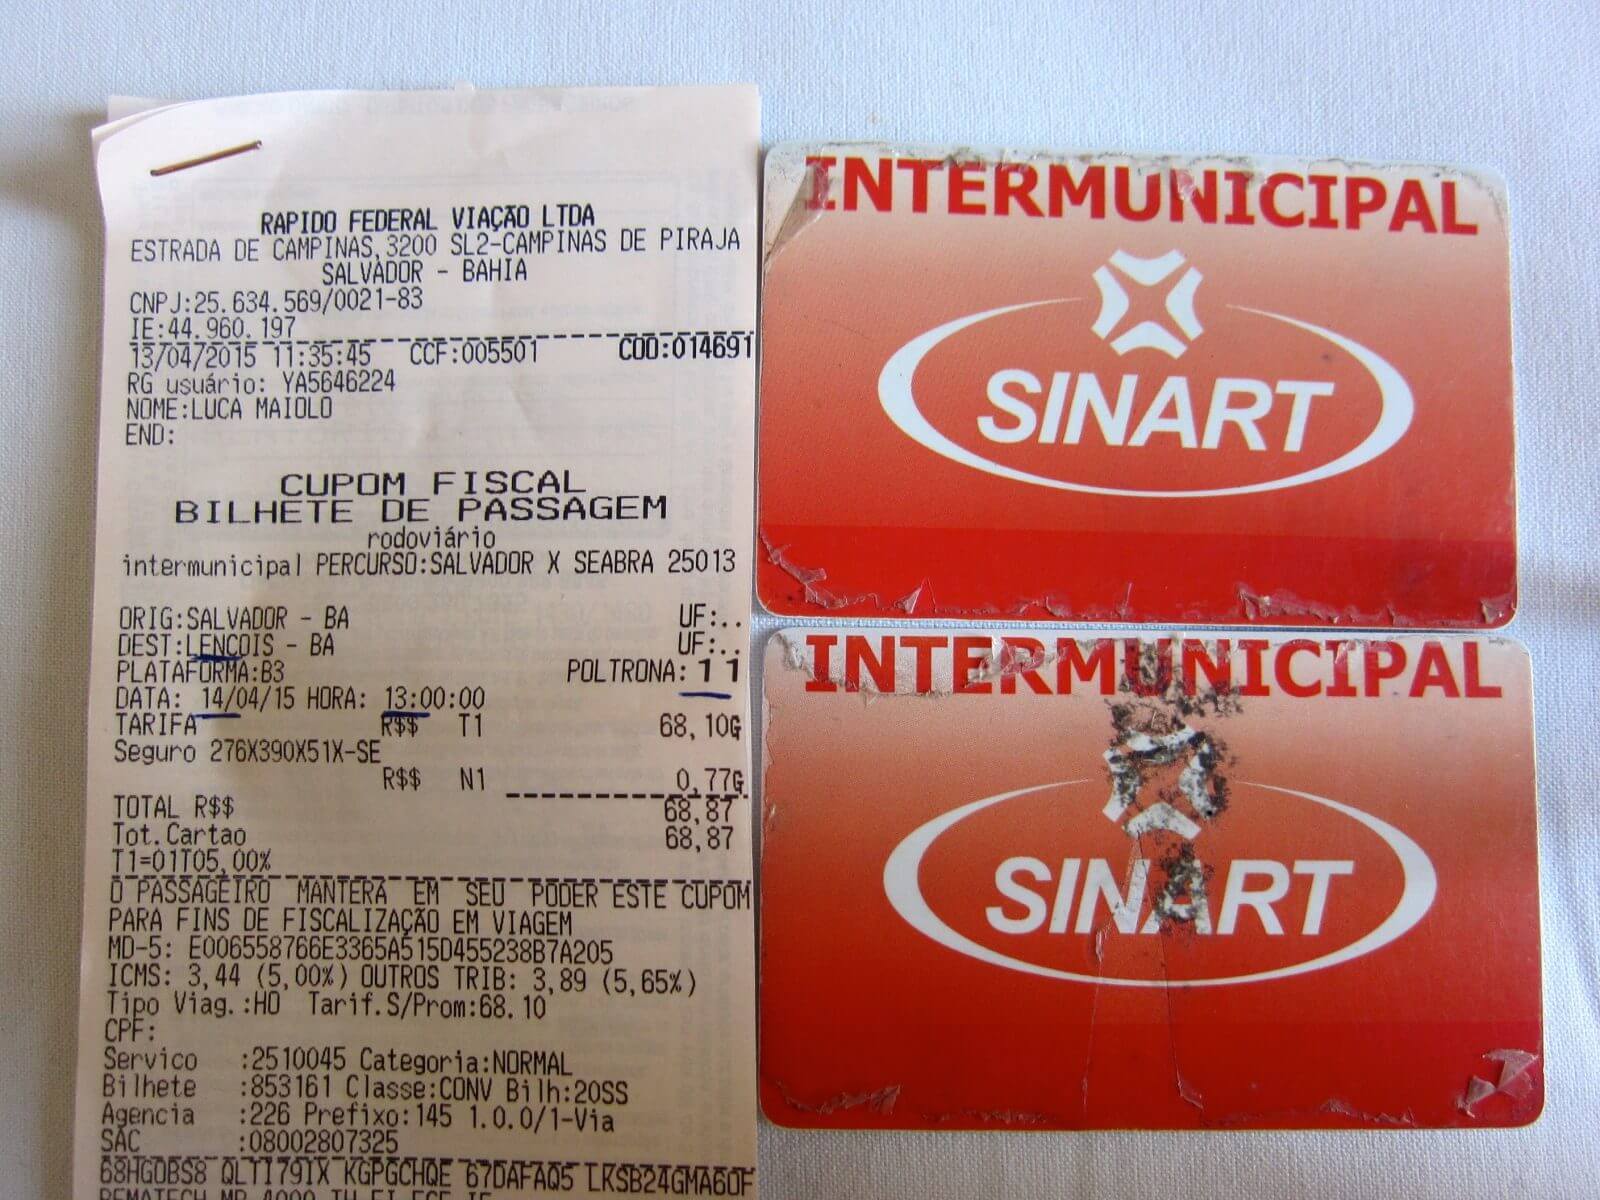 RAPIDO FEDERAL VIAÇÃO LTDA
ESTRADA DE CAMPINAS,3200 SL2-CAMPINAS DE PIRAJA
SALVADOR - BAHIA
CNPJ:25.634.569/0021-83
IE:44.960.197
13/04/2015 11:35:45 CCF:005501 COO:014691
RG usuário: YA5646224
NOME:LUCA MAIOLO
END:
CUPOM FISCAL
BILHETE DE PASSAGEM
rodoviário
intermunicipal PERCURSO:SALVADOR X SEABRA 25013
ORIG:SALVADOR - BA UF:..
DEST:LENCOIS - BA UF:..
PLATAFORMA:B3 POLTRONA: 11
DATA: 14/04/15 HORA: 13:00:00
TARIFA R$$ T1 68,10G
Seguro 276X390X51X-SE
R$$ N1 0,77G
TOTAL R$$ 68,87
Tot.Cartao 68,87
T1=01T05,00%
O PASSAGEIRO MANTERA EM SEU PODER ESTE CUPOM
PARA FINS DE FISCALIZAÇÃO EM VIAGEM
MD-5: E006558766E3365A515D455238B7A205
ICMS: 3,44 (5,00%) OUTROS TRIB: 3,89 (5,65%)
Tipo Viag.:HO Tarif.S/Prom:68.10
CPF:
Servico :2510045 Categoria:NORMAL
Bilhete :853161 Classe:CONV Bilh:20SS
Agencia :226 Prefixo:145 1.0.0/1-Via
SAC :08002807325
68HGOBS8 QLTI791X KGPGCHQE 67DAFAQ5 LKSB24GMA6OF
INTERMUNICIPAL
SINART
INTERMUNICIPAL
SINART